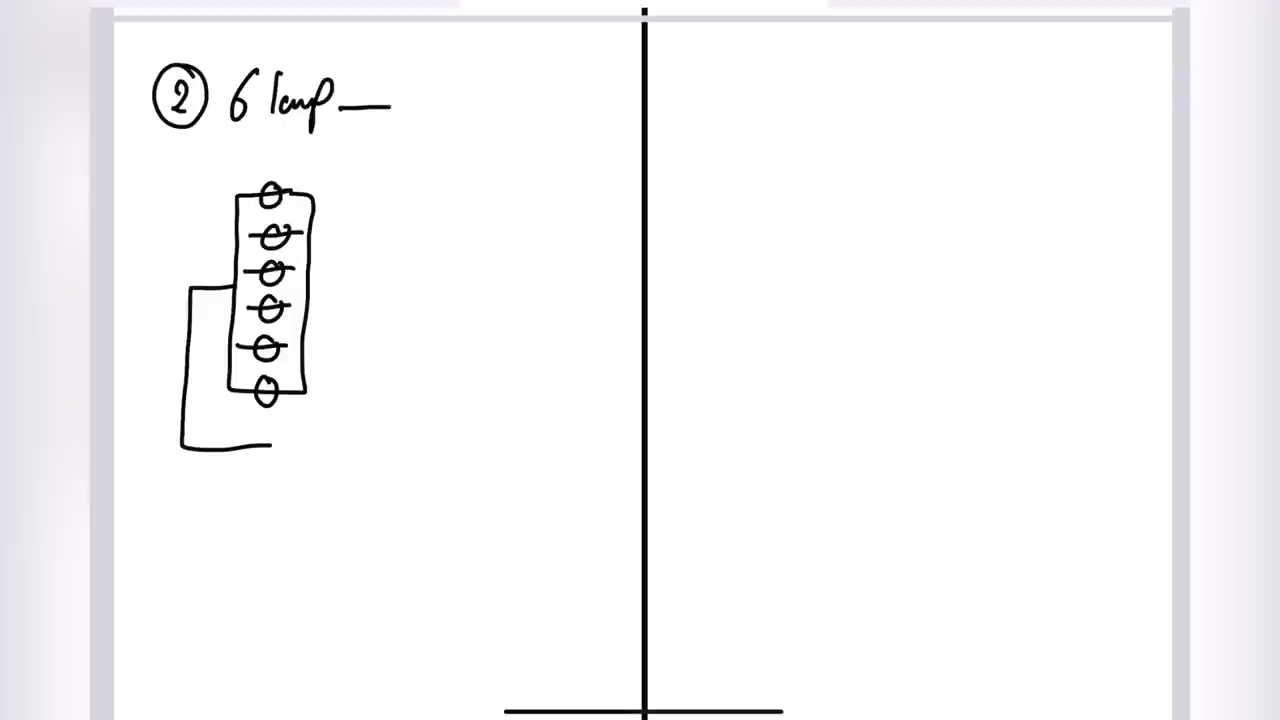 ② 6 lamp —